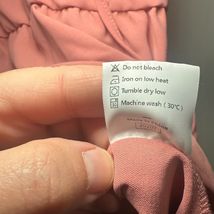 Do not bleach
Iron on low heat
Tumble dry low
Machine wash ( 30℃)